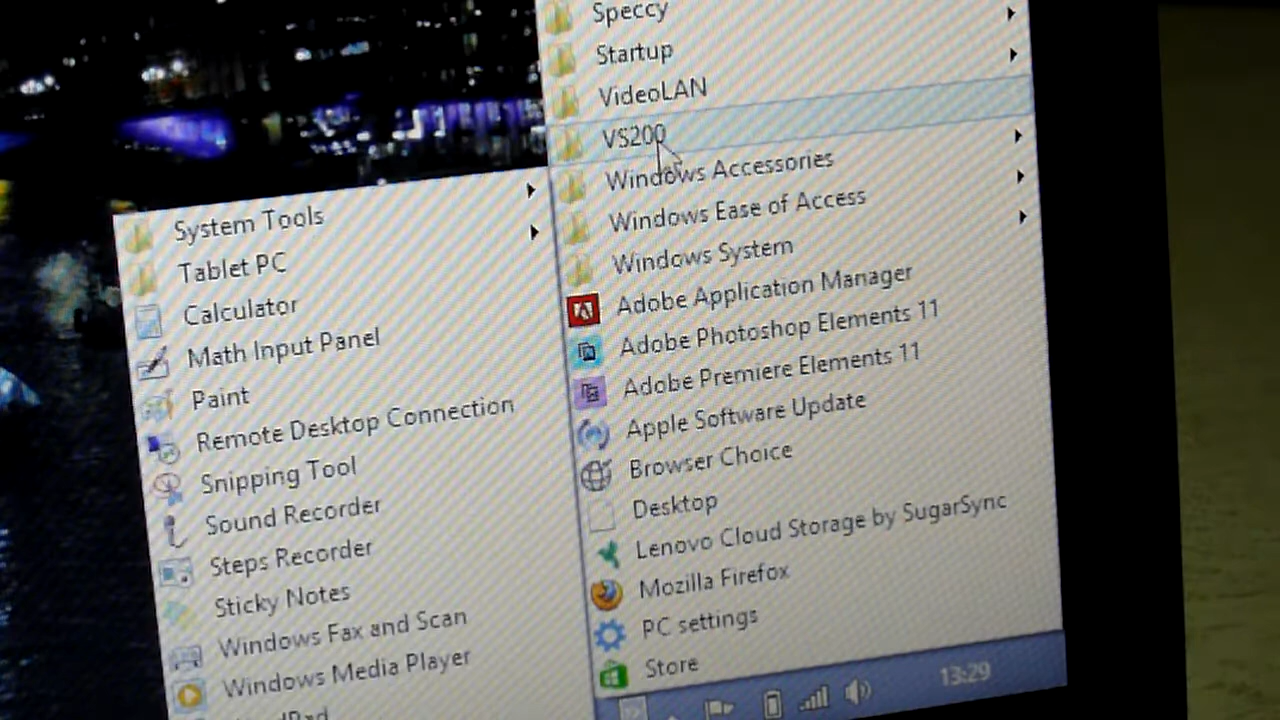 Speccy
Startup
VideoLAN
VS200
Windows Accessories
Windows Ease of Access
Windows System
Adobe Application Manager
Adobe Photoshop Elements 11
Adobe Premiere Elements 11
Apple Software Update
Browser Choice
Desktop
Lenovo Cloud Storage by SugarSync
Mozilla Firefox
PC settings
Store
System Tools
Tablet PC
Calculator
Math Input Panel
Paint
Remote Desktop Connection
Snipping Tool
Sound Recorder
Steps Recorder
Sticky Notes
Windows Fax and Scan
Windows Media Player
13:29